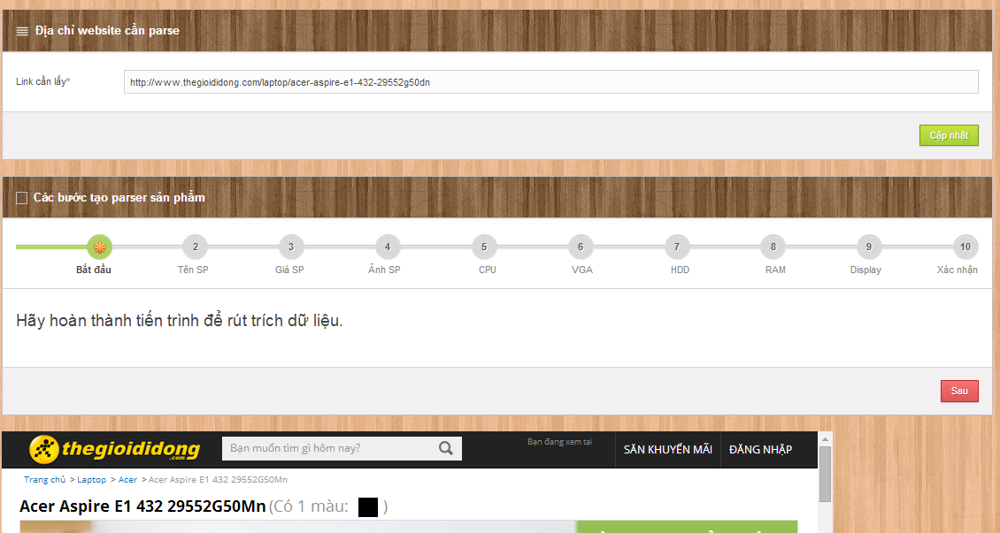 Địa chỉ website cần parse
Link cần lấy*
http://www.thegioididong.com/laptop/acer-aspire-e1-432-29552g50dn
Cập nhật
Các bước tạo parser sản phẩm
2 3 4 5 6 7 8 9 10
Bắt đầu Tên SP Giá SP Ảnh SP CPU VGA HDD RAM Display Xác nhận
Hãy hoàn thành tiến trình để rút trích dữ liệu.
Sau
thegioididong.com Bạn muốn tìm gì hôm nay? Bạn đang xem tại SĂN KHUYẾN MÃI ĐĂNG NHẬP
Trang chủ > Laptop > Acer > Acer Aspire E1 432 29552G50Mn
Acer Aspire E1 432 29552G50Mn (Có 1 màu: )